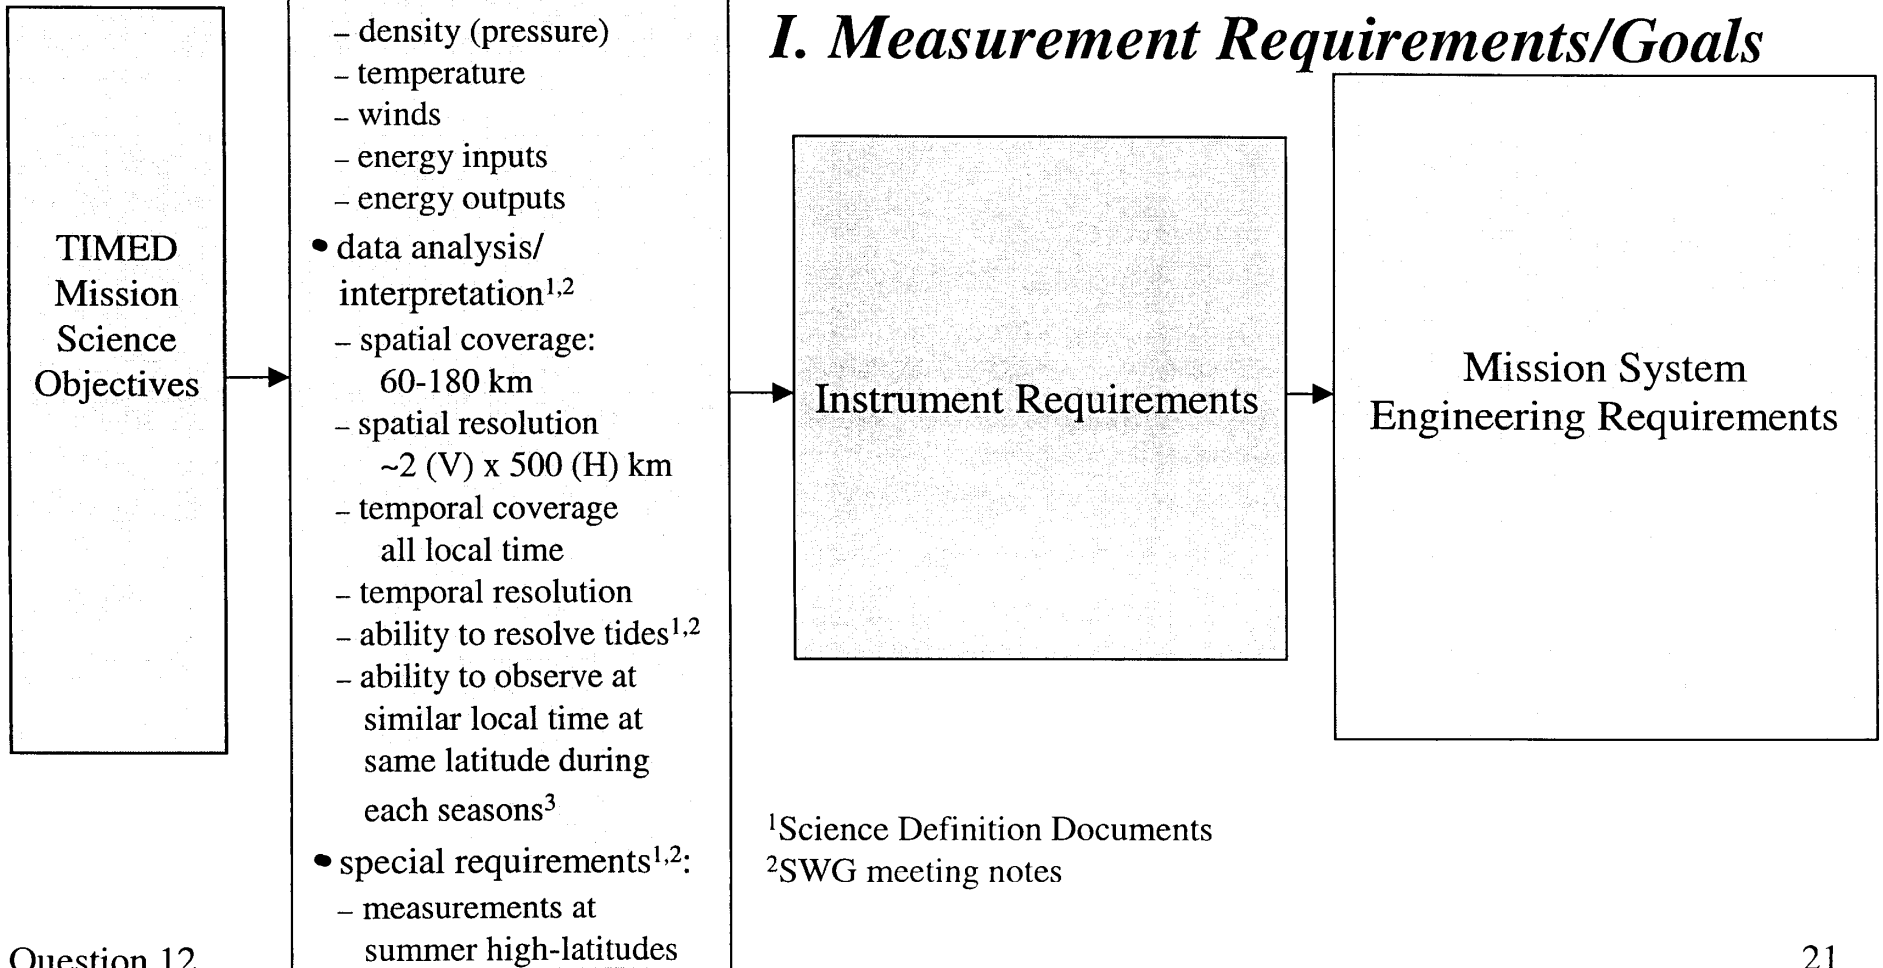 I. Measurement Requirements/Goals
TIMED
Mission
Science
Objectives
– density (pressure)
– temperature
– winds
– energy inputs
– energy outputs
• data analysis/
interpretation1,2
– spatial coverage:
60-180 km
– spatial resolution
~2 (V) x 500 (H) km
– temporal coverage
all local time
– temporal resolution
– ability to resolve tides1,2
– ability to observe at
similar local time at
same latitude during
each seasons3
• special requirements1,2:
– measurements at
summer high-latitudes
Instrument Requirements
Mission System
Engineering Requirements
1Science Definition Documents
2SWG meeting notes
Question 12
21